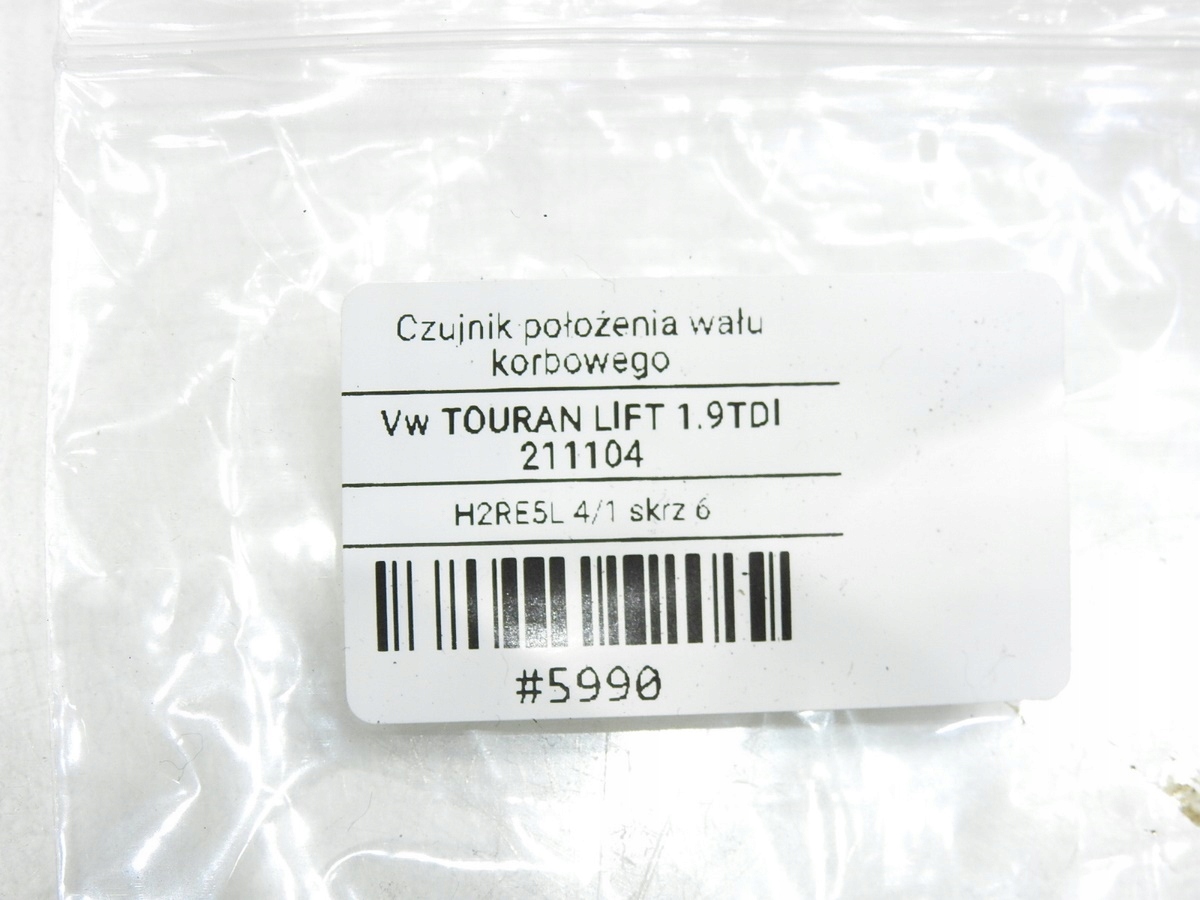 Czujnik położenia wału
korbowego
Vw TOURAN LIFT 1.9TDI
211104
H2RE5L 4/1 skrz 6
#5990